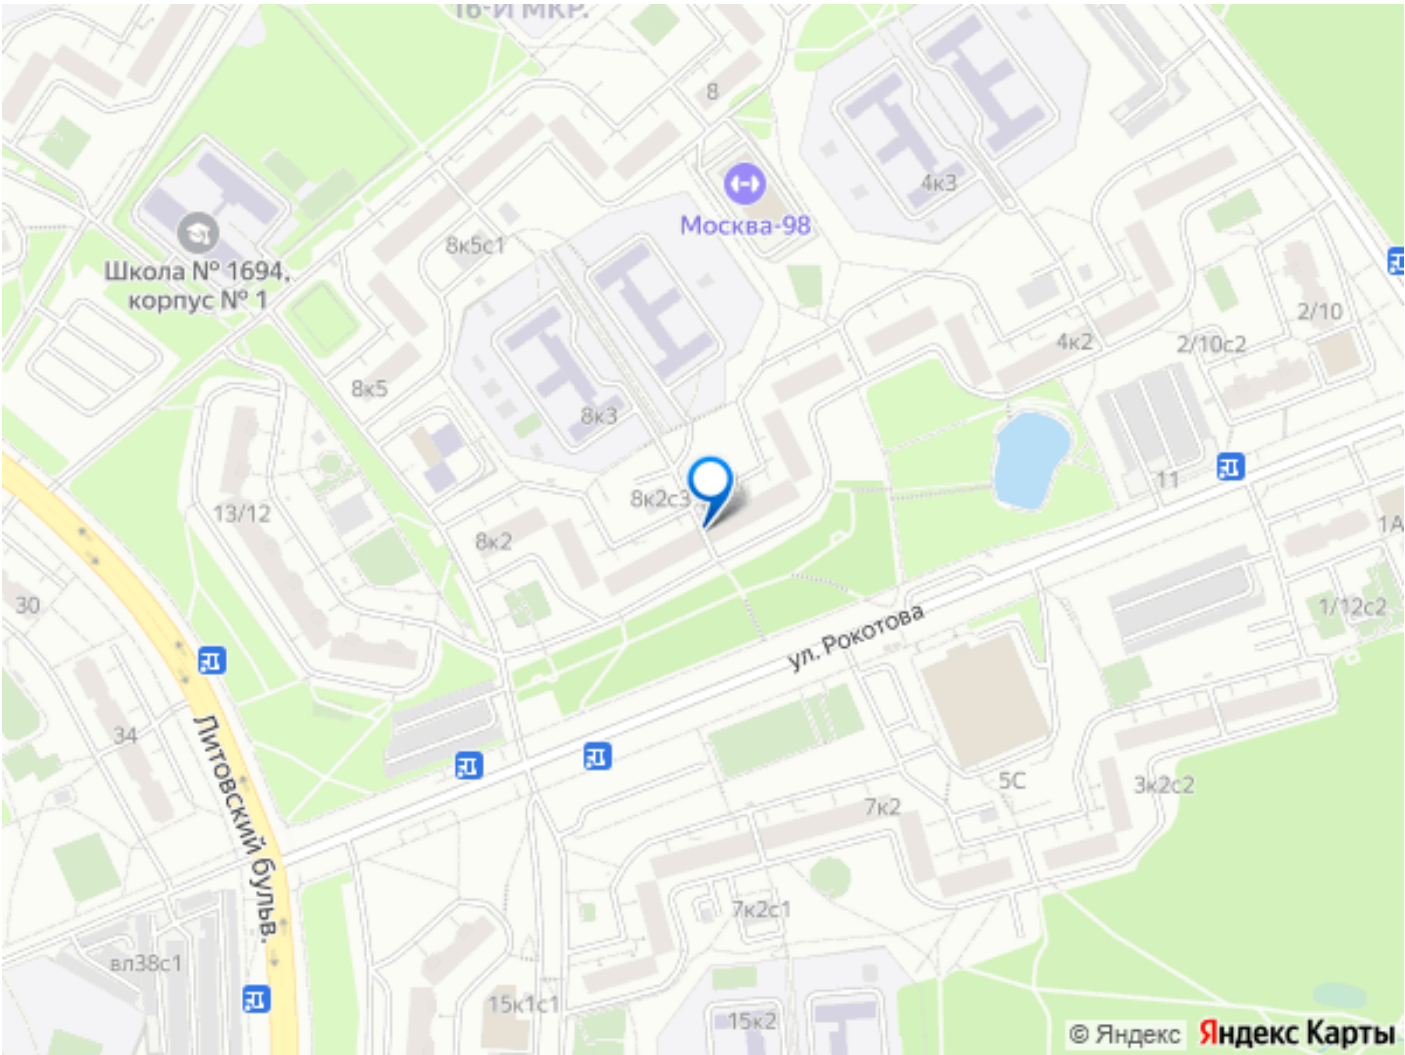 16-Й МКР.
8
4к3
Москва-98
8к5с1
Школа № 1694,
корпус № 1
2/10
4к2
2/10с2
8к5
8к3
11
8к2с3
13/12
8к2
1А
30
1/12с2
ул. Рокотова
34
Литовский бульв.
5С
3к2с2
7к2
7к2с1
вл38с1
15к1с1
15к2
© Яндекс Яндекс Карты